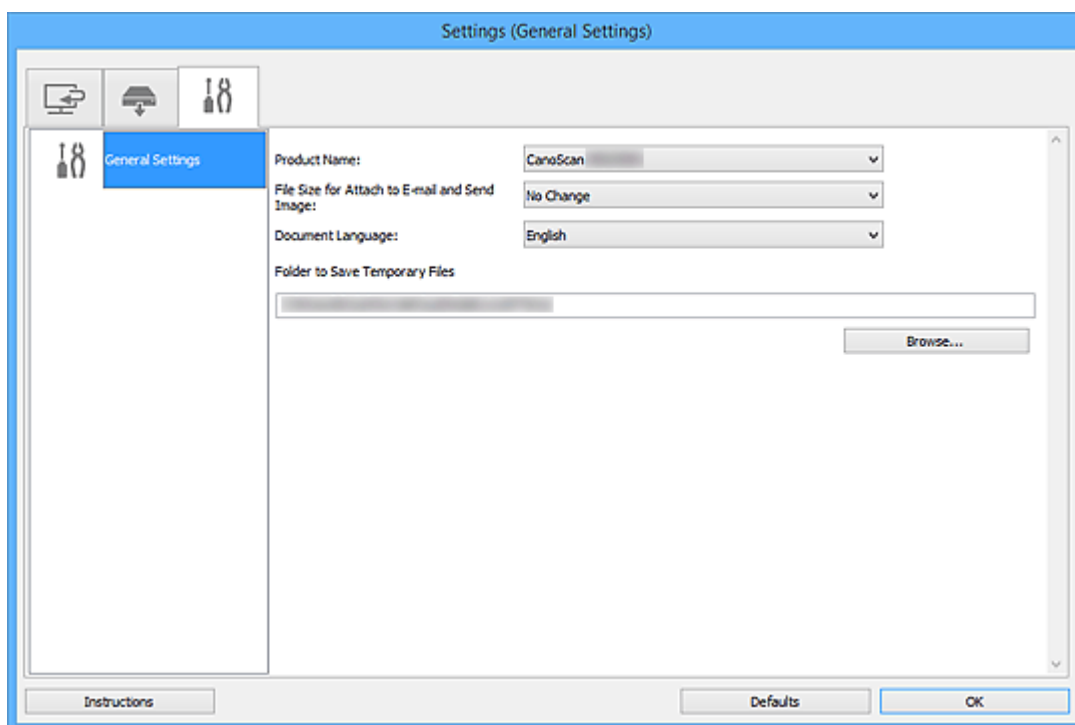 Settings (General Settings)
General Settings
Product Name:
CanoScan
File Size for Attach to E-mail and Send
Image:
No Change
Document Language:
English
Folder to Save Temporary Files
Browse...
Instructions
Defaults
OK